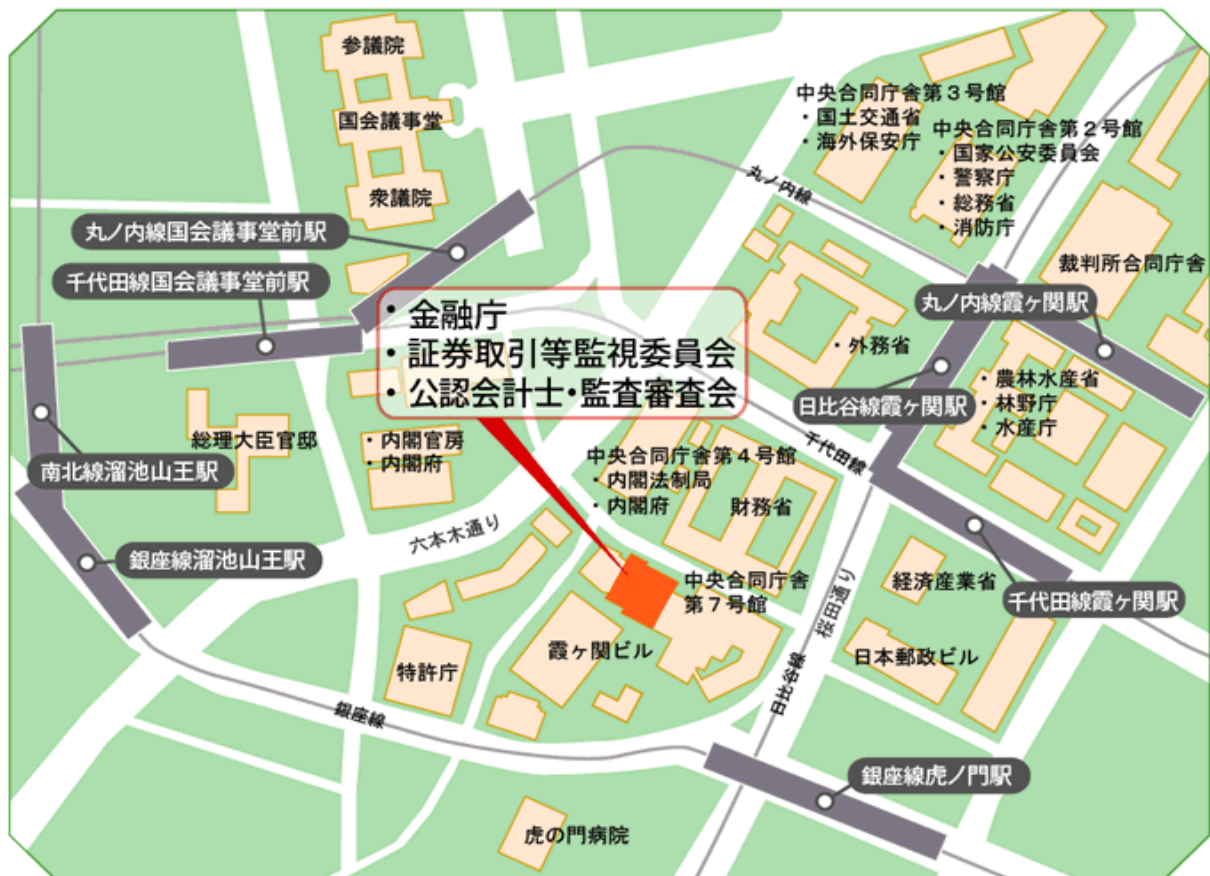 参議院
国会議事堂
衆議院
中央合同庁舎第３号館
・国土交通省
・海外保安庁
中央合同庁舎第２号館
・国家公安委員会
・警察庁
・総務省
・消防庁
丸ノ内線
裁判所合同庁舎
丸ノ内線国会議事堂前駅
千代田線国会議事堂前駅
・金融庁
・証券取引等監視委員会
・公認会計士・監査審査会
丸ノ内線霞ヶ関駅
・外務省
日比谷線霞ヶ関駅
・農林水産省
・林野庁
・水産庁
総理大臣官邸
・内閣官房
・内閣府
千代田線
南北線溜池山王駅
中央合同庁舎第４号館
・内閣法制局
・内閣府
財務省
六本木通り
銀座線溜池山王駅
中央合同庁舎
第７号館
桜田通り
経済産業省
千代田線霞ヶ関駅
霞ヶ関ビル
特許庁
日本郵政ビル
日比谷線
銀座線
銀座線虎ノ門駅
虎の門病院